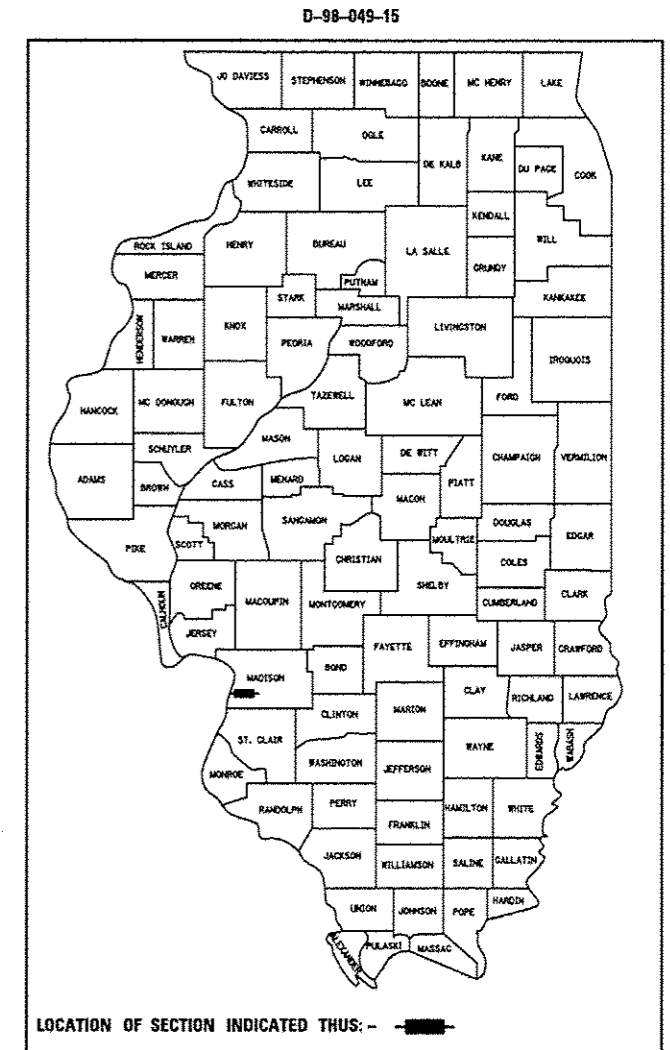 D-98-049-15
JO DAVIESS STEPHENSON WINNEBAGO BOONE MC HENRY LAKE
CARROLL OGLE DE KALB KANE DU PAGE COOK
WHITESIDE LEE
KENDALL WILL
ROCK ISLAND HENRY BUREAU LA SALLE GRUNDY
MERCER PUTNAM
STARK MARSHALL KANKAKEE
HENDERSON WARREN KNOX PEORIA WOODFORD LIVINGSTON IROQUOIS
HANCOCK MC DONOUGH FULTON TAZEWELL MC LEAN FORD
MASON
SCHUYLER LOGAN DE WITT CHAMPAIGN VERMILION
ADAMS BROWN CASS MENARD PIATT
MACON
MORGAN SANGAMON DOUGLAS EDGAR
PIKE SCOTT CHRISTIAN MOULTRIE COLES
GREENE MACOUPIN MONTGOMERY SHELBY CUMBERLAND CLARK
CALHOUN JERSEY FAYETTE EFFINGHAM JASPER CRAWFORD
MADISON BOND CLAY RICHLAND LAWRENCE
CLINTON MARION
ST. CLAIR WAYNE EDWARDS WABASH
MONROE WASHINGTON JEFFERSON
RANDOLPH PERRY HAMILTON WHITE
FRANKLIN
JACKSON WILLIAMSON SALINE GALLATIN
UNION JOHNSON POPE HARDIN
ALEXANDER PULASKI MASSAC
LOCATION OF SECTION INDICATED THUS: -